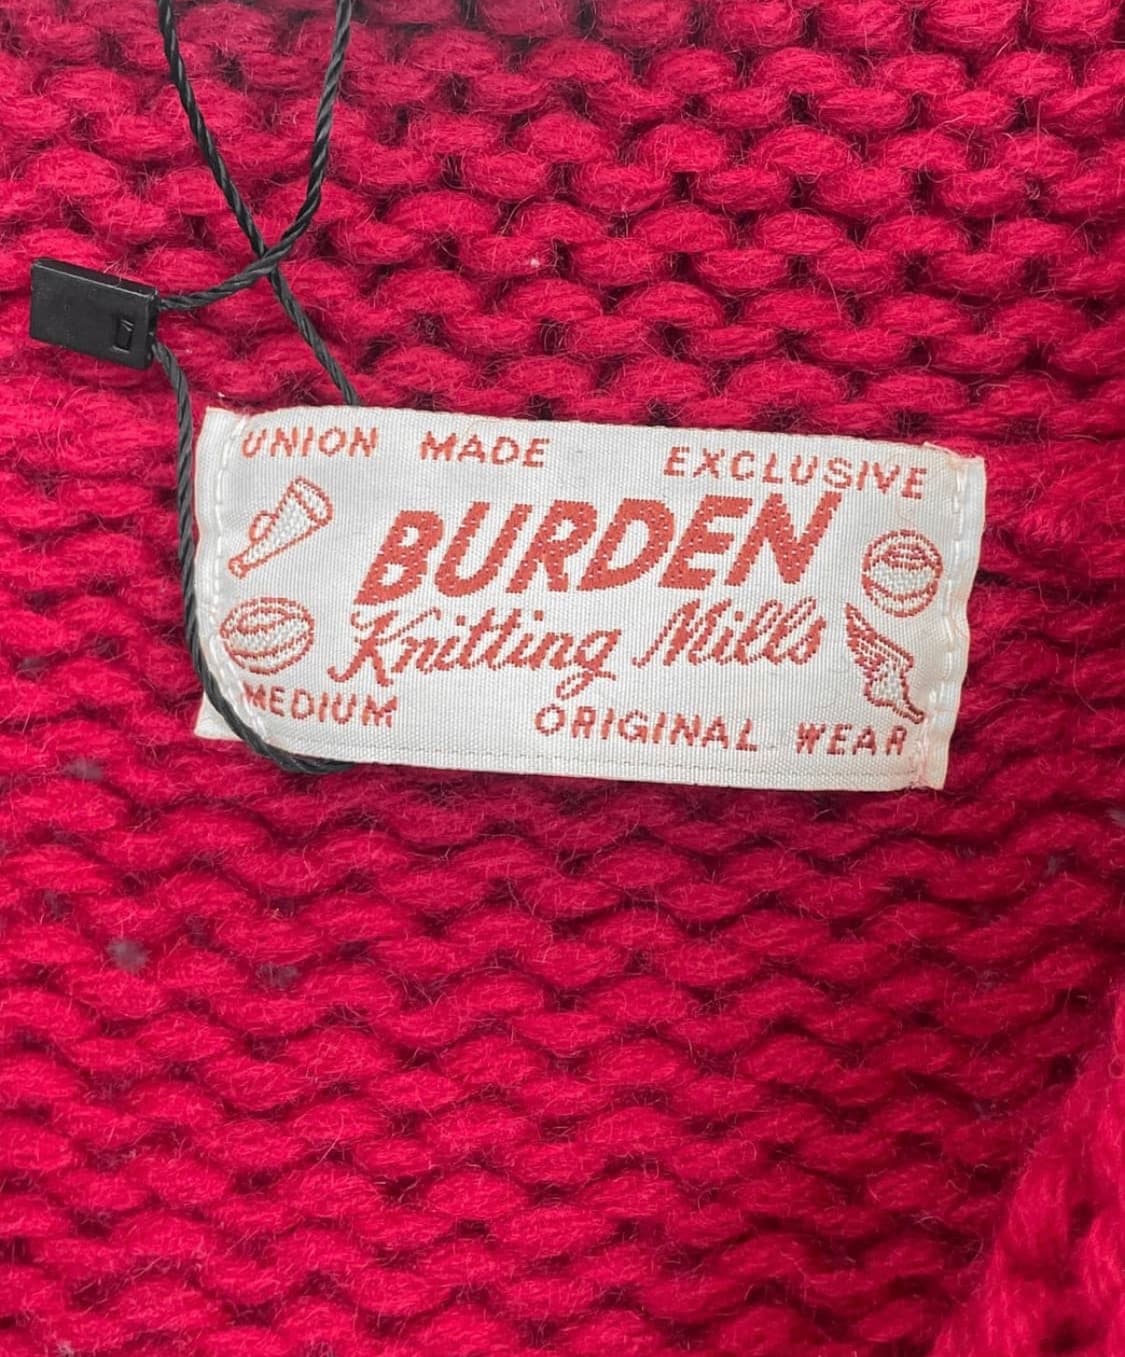 UNION MADE EXCLUSIVE
BURDEN
Knitting Mills
MEDIUM ORIGINAL WEAR